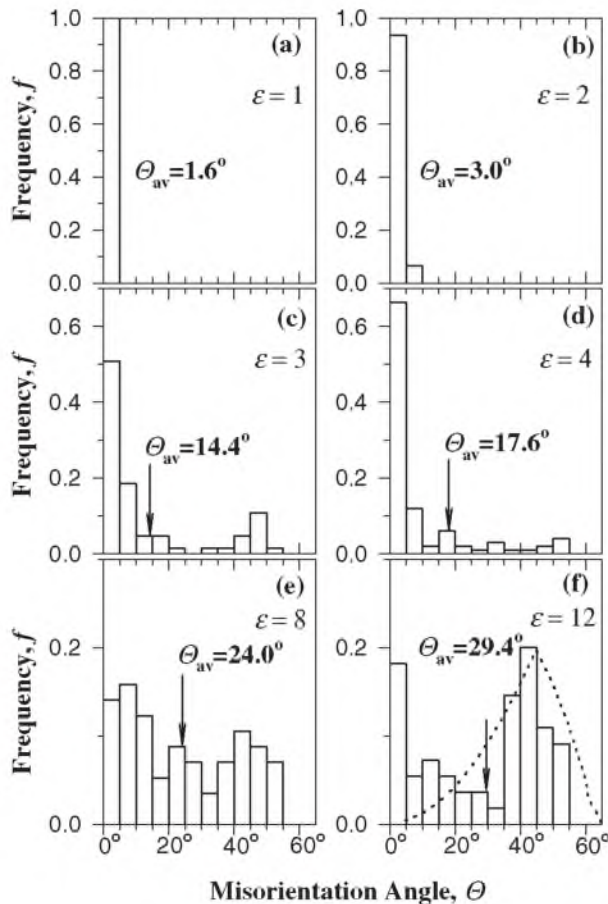 (a)
(b)
1.0
0.8
0.6
0.4
0.2
0.0
Frequency, f
ε = 1
ε = 2
Θav=1.6°
Θav=3.0°
(c)
(d)
0.6
0.4
0.2
0.0
Frequency, f
ε = 3
ε = 4
Θav=14.4°
Θav=17.6°
(e)
(f)
0.2
0.0
Frequency, f
ε = 8
ε = 12
Θav=24.0°
Θav=29.4°
1.0
0.8
0.6
0.4
0.2
0.0
0.6
0.4
0.2
0.0
0.2
0.0
0° 20° 40° 60°
0° 20° 40° 60°
Misorientation Angle, Θ